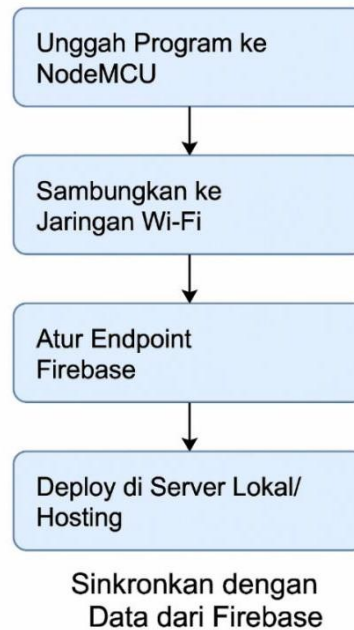 Unggah Program ke
NodeMCU
Sambungkan ke
Jaringan Wi-Fi
Atur Endpoint
Firebase
Deploy di Server Lokal/
Hosting
Sinkronkan dengan
Data dari Firebase